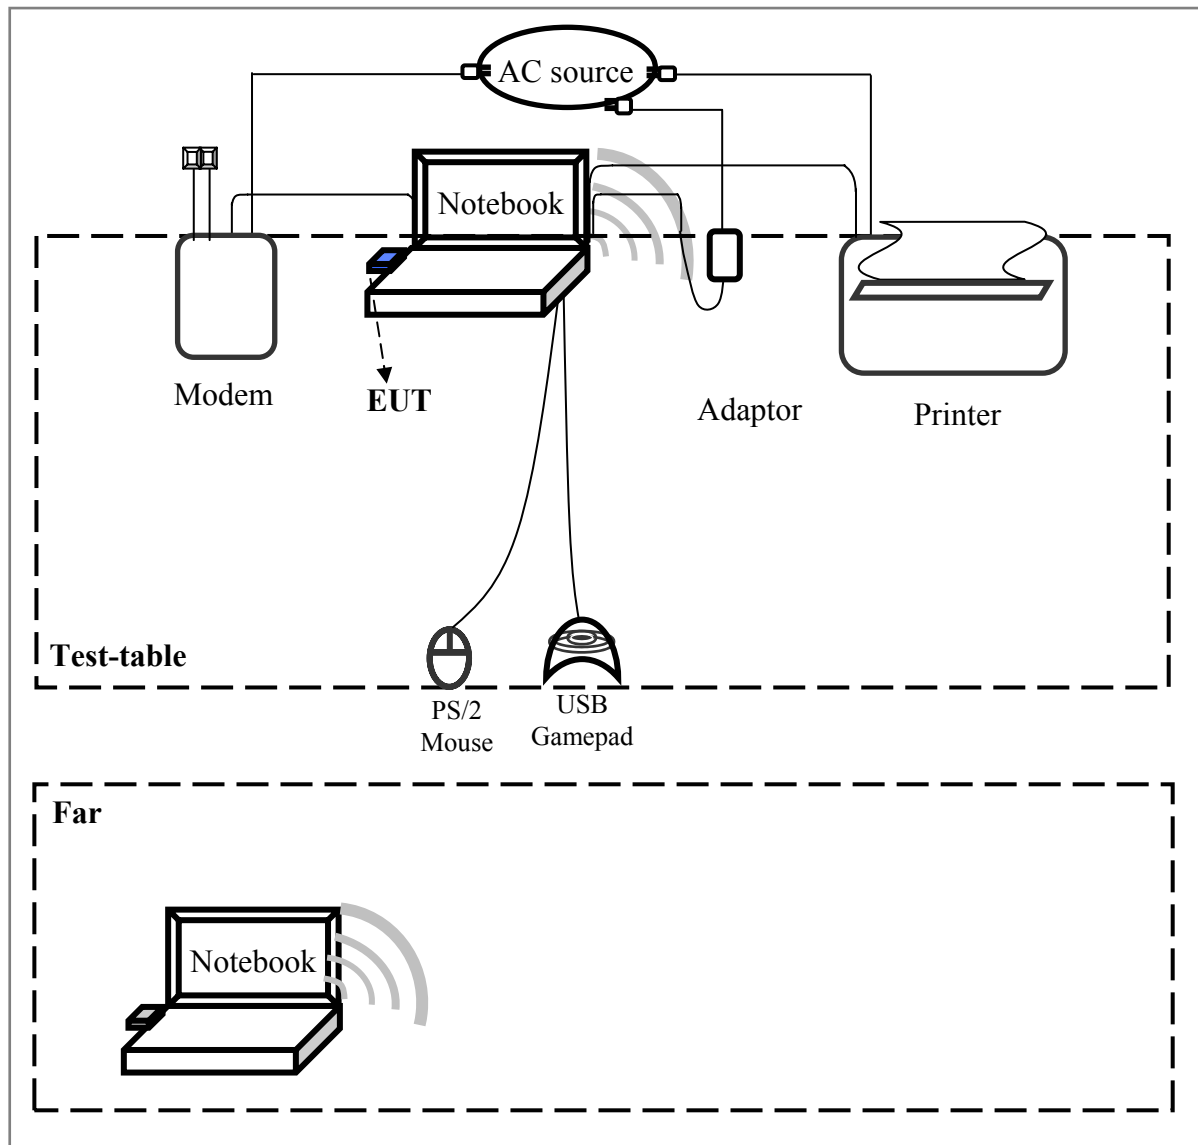 AC source
Notebook
Modem
EUT
Adaptor
Printer
Test-table
PS/2
Mouse
USB
Gamepad
Far
Notebook